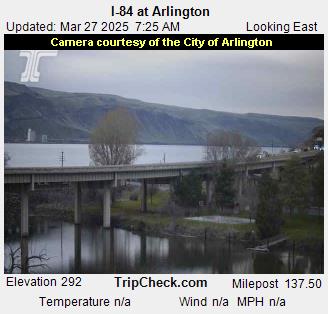 I-84 at Arlington
Updated: Mar 27 2025 7:25 AM Looking East
Camera courtesy of the City of Arlington
Elevation 292 TripCheck.com Milepost 137.50
Temperature n/a Wind n/a MPH n/a